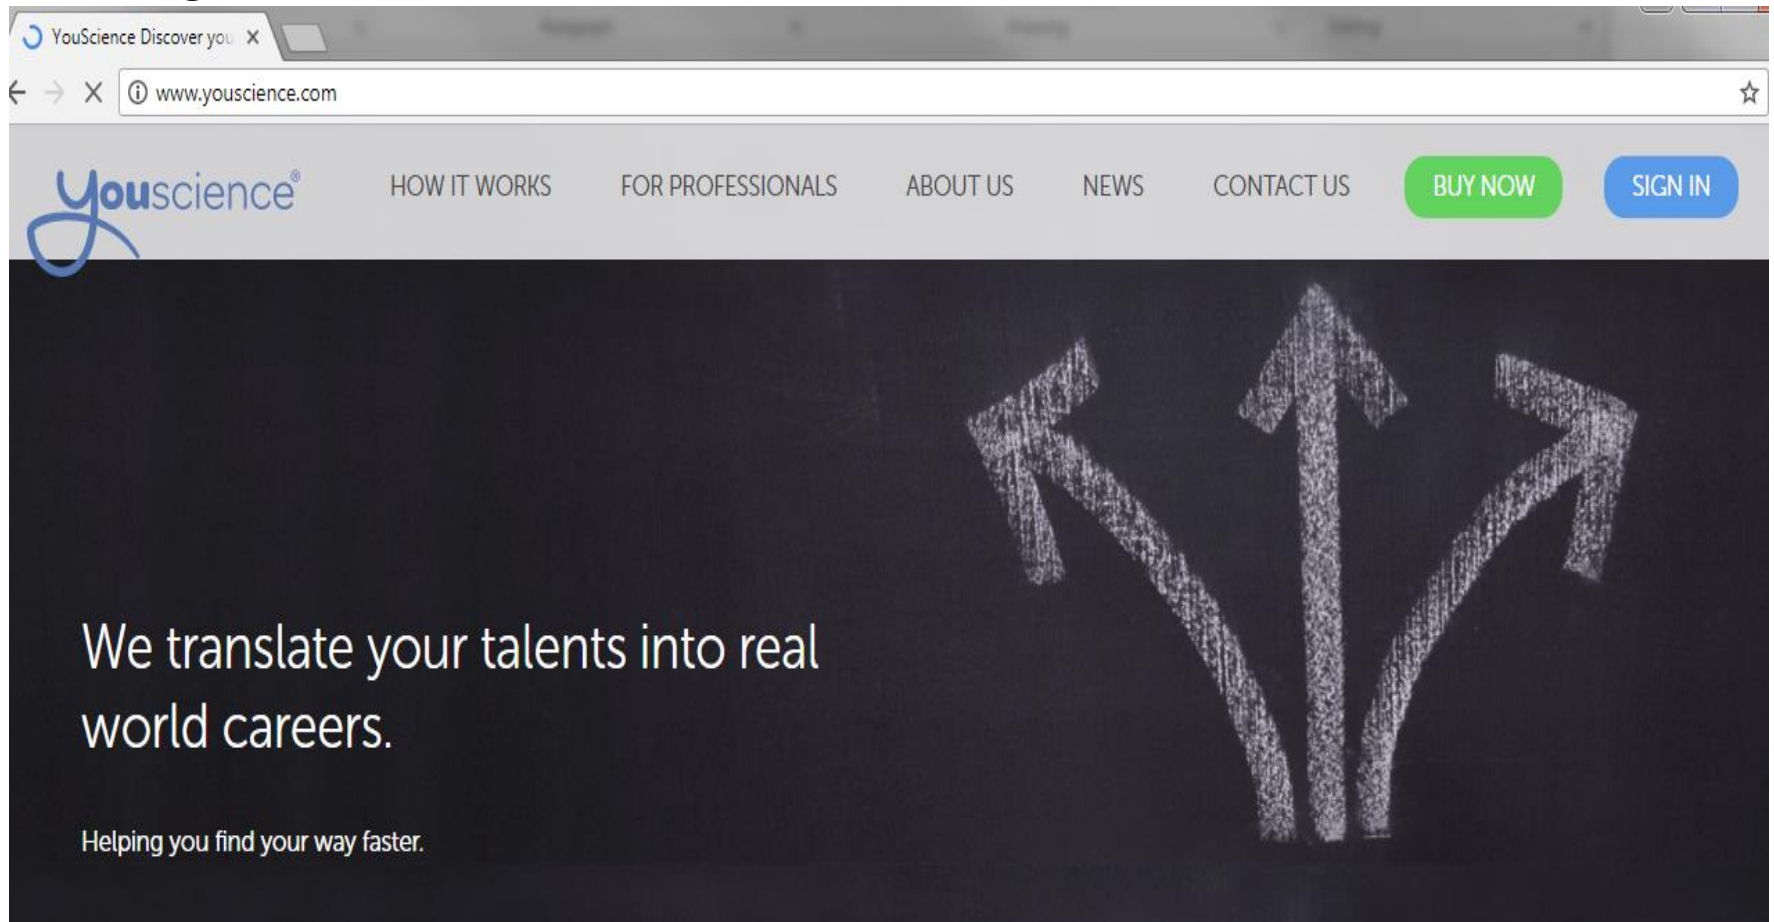 YouScience Discover you
www.youscience.com
youscience®
HOW IT WORKS
FOR PROFESSIONALS
ABOUT US
NEWS
CONTACT US
BUY NOW
SIGN IN
We translate your talents into real
world careers.
Helping you find your way faster.